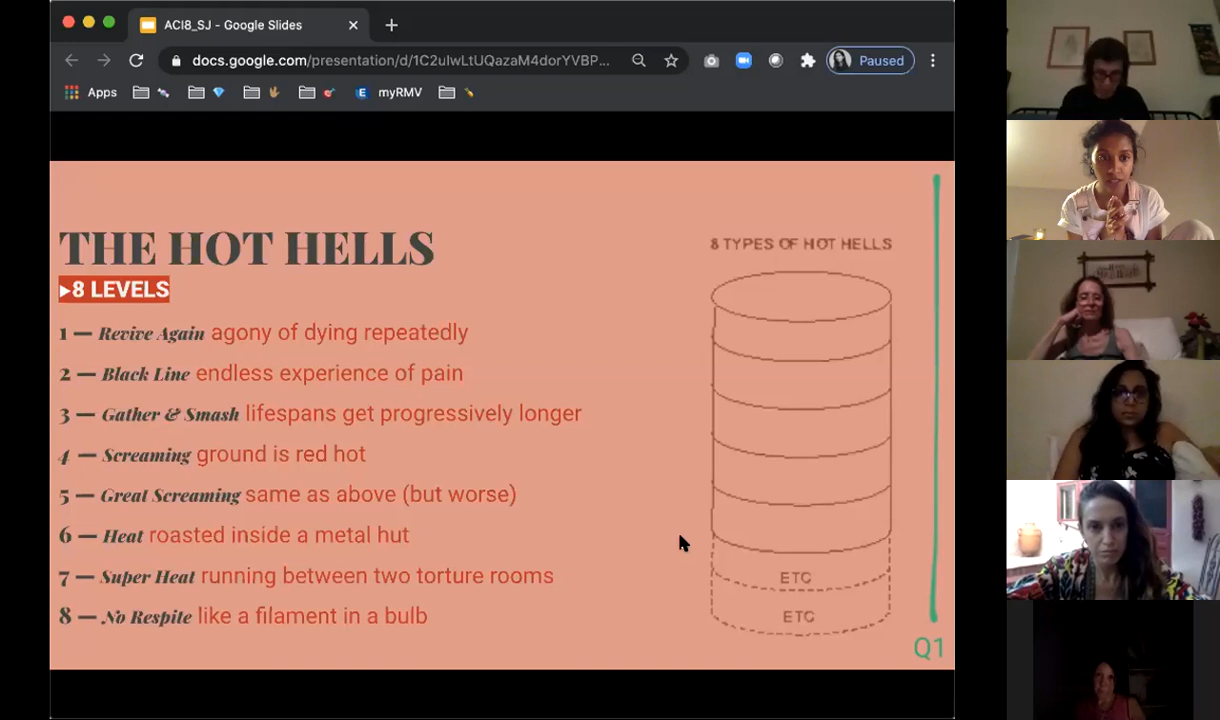 ACI8_SJ - Google Slides
docs.google.com/presentation/d/1C2ulwLtUQazaM4dorYVBP...
Paused
Apps
E
myRMV
THE HOT HELLS
▸8 LEVELS
1 — Revive Again agony of dying repeatedly
2 — Black Line endless experience of pain
3 — Gather & Smash lifespans get progressively longer
4 — Screaming ground is red hot
5 — Great Screaming same as above (but worse)
6 — Heat roasted inside a metal hut
7 — Super Heat running between two torture rooms
8 — No Respite like a filament in a bulb
8 TYPES OF HOT HELLS
ETC
ETC
Q1